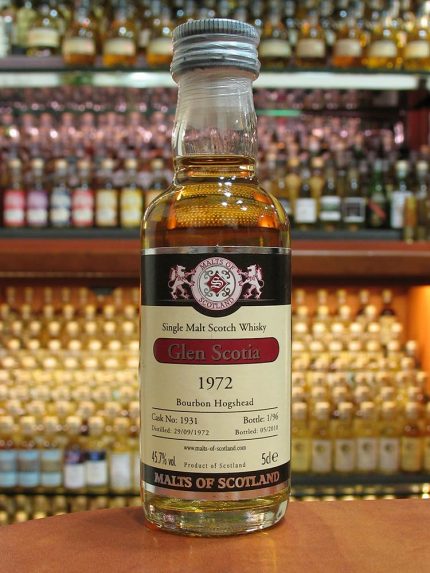 MALTS OF
S
SCOTLAND
Single Malt Scotch Whisky
Glen Scotia
1972
Bourbon Hogshead
Cask No: 1931 Bottle: 1/96
Distilled: 29/09/1972 Bottled: 05/2010
www.malts-of-scotland.com
45.7% vol Product of Scotland 5cl e
MALTS OF SCOTLAND